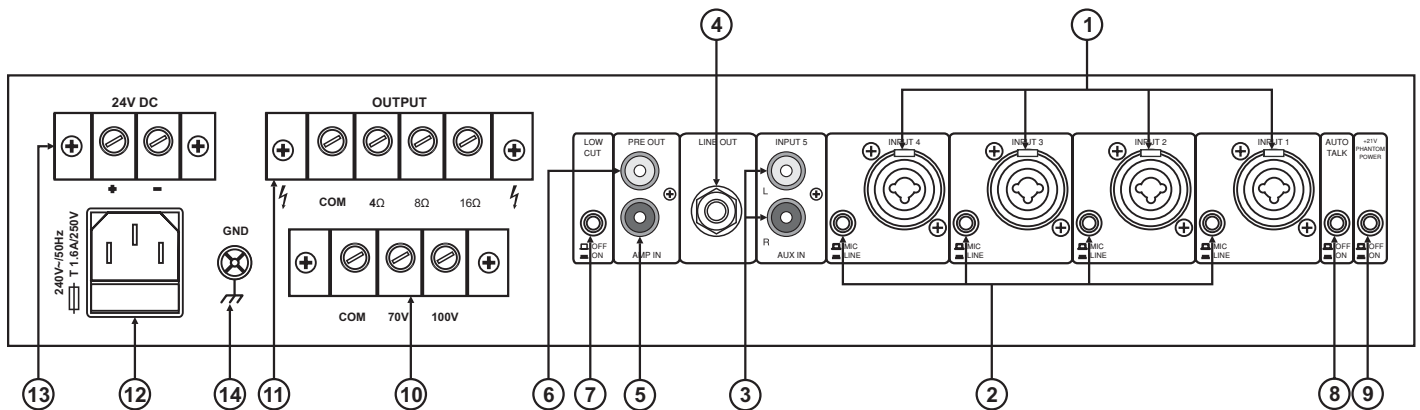 4
1
24V DC
+ -
13
240V~/50Hz
T 1.6A/250V
GND
OUTPUT
COM 4Ω 8Ω 16Ω
COM 70V 100V
LOW CUT
OFF
ON
PRE OUT
AMP IN
LINE OUT
INPUT 5
L
R
AUX IN
INPUT 4
MIC
LINE
INPUT 3
MIC
LINE
INPUT 2
MIC
LINE
INPUT 1
MIC
LINE
AUTO
TALK
OFF
ON
+21V
PHANTOM
POWER
OFF
ON
12
14
11
10
6
7
5
3
2
8
9